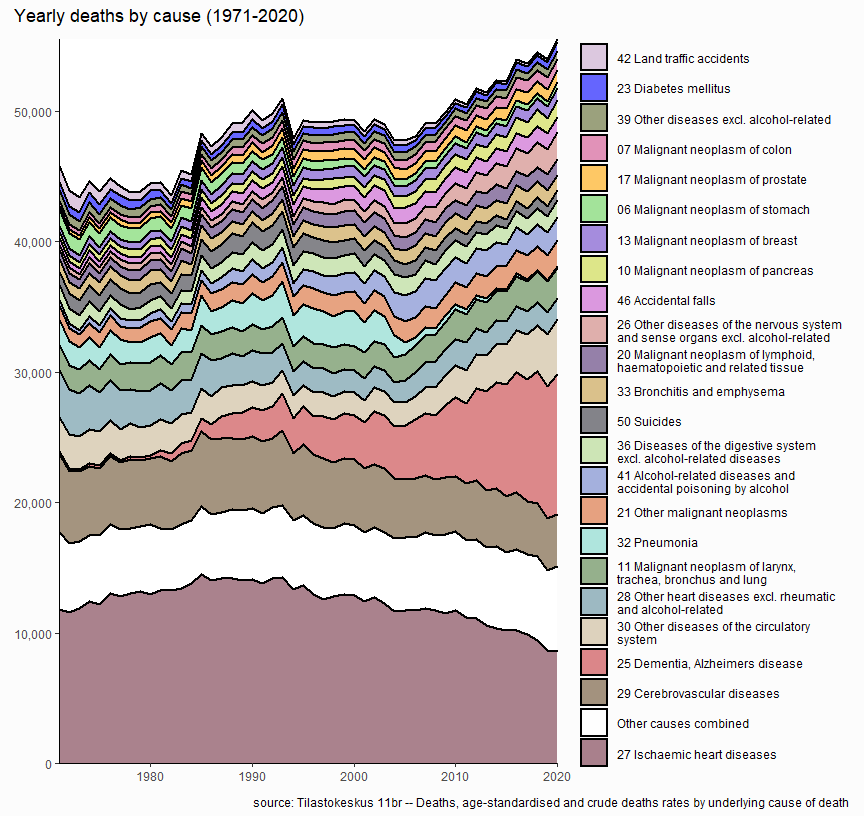 Yearly deaths by cause (1971-2020)
50,000
40,000
30,000
20,000
10,000
0
1980
1990
2000
2010
2020
42 Land traffic accidents
23 Diabetes mellitus
39 Other diseases excl. alcohol-related
07 Malignant neoplasm of colon
17 Malignant neoplasm of prostate
06 Malignant neoplasm of stomach
13 Malignant neoplasm of breast
10 Malignant neoplasm of pancreas
46 Accidental falls
26 Other diseases of the nervous system
and sense organs excl. alcohol-related
20 Malignant neoplasm of lymphoid,
haematopoietic and related tissue
33 Bronchitis and emphysema
50 Suicides
36 Diseases of the digestive system
excl. alcohol-related diseases
41 Alcohol-related diseases and
accidental poisoning by alcohol
21 Other malignant neoplasms
32 Pneumonia
11 Malignant neoplasm of larynx,
trachea, bronchus and lung
28 Other heart diseases excl. rheumatic
and alcohol-related
30 Other diseases of the circulatory
system
25 Dementia, Alzheimers disease
29 Cerebrovascular diseases
Other causes combined
27 Ischaemic heart diseases
source: Tilastokeskus 11br -- Deaths, age-standardised and crude deaths rates by underlying cause of death